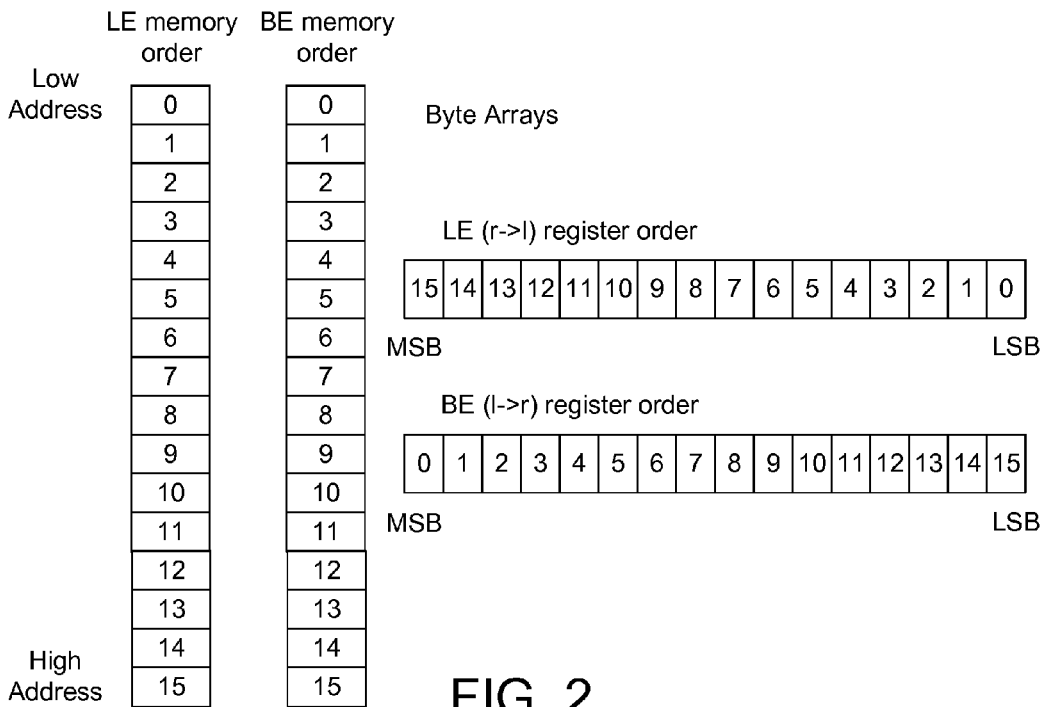 LE memory order
BE memory order
Low Address
0 0
1 1
2 2
3 3
4 4
5 5
6 6
7 7
8 8
9 9
10 10
11 11
12 12
13 13
14 14
15 15
High Address
Byte Arrays
LE (r->l) register order
15 14 13 12 11 10 9 8 7 6 5 4 3 2 1 0
MSB LSB
BE (l->r) register order
0 1 2 3 4 5 6 7 8 9 10 11 12 13 14 15
MSB LSB
FIG. 2